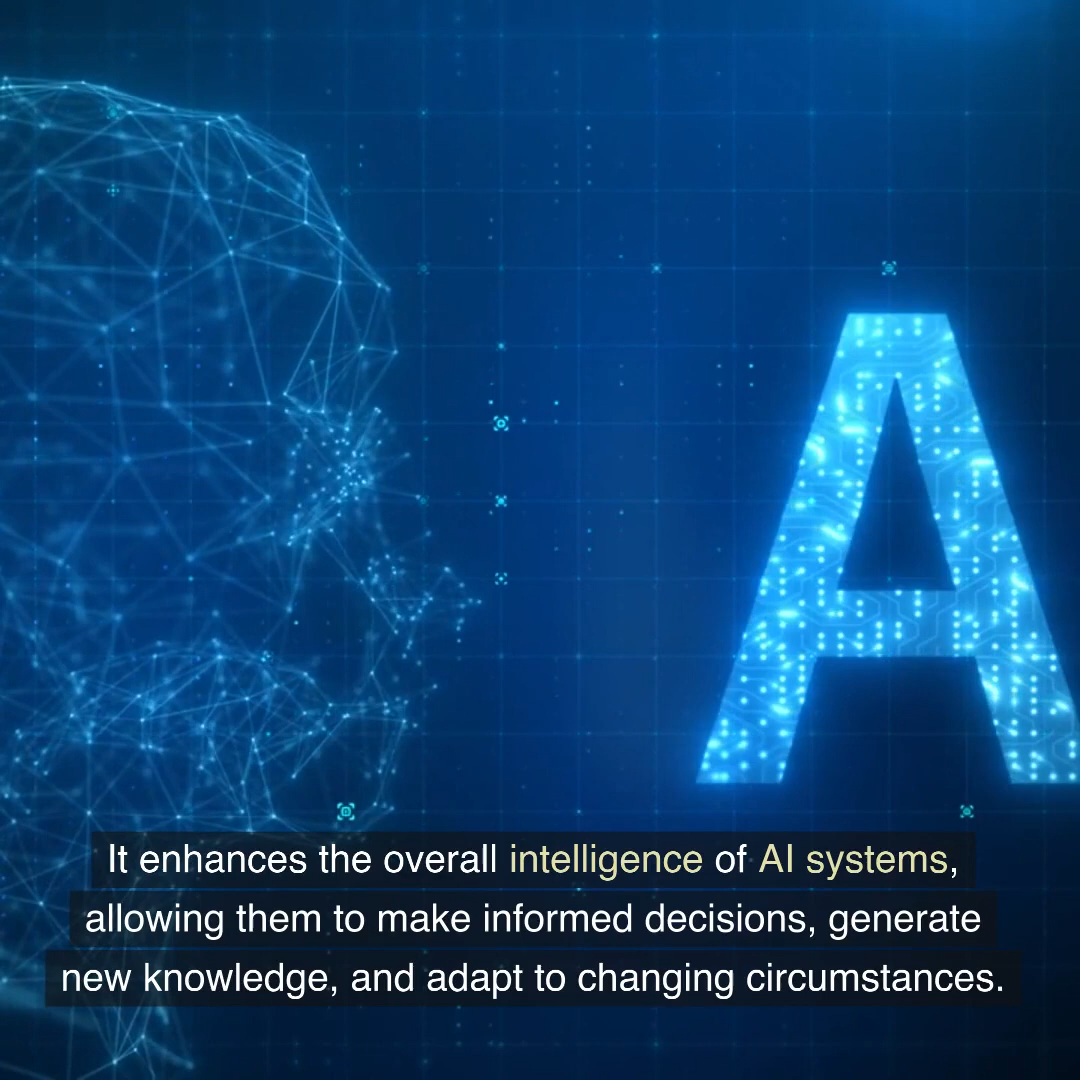 A
It enhances the overall intelligence of AI systems,
allowing them to make informed decisions, generate
new knowledge, and adapt to changing circumstances.